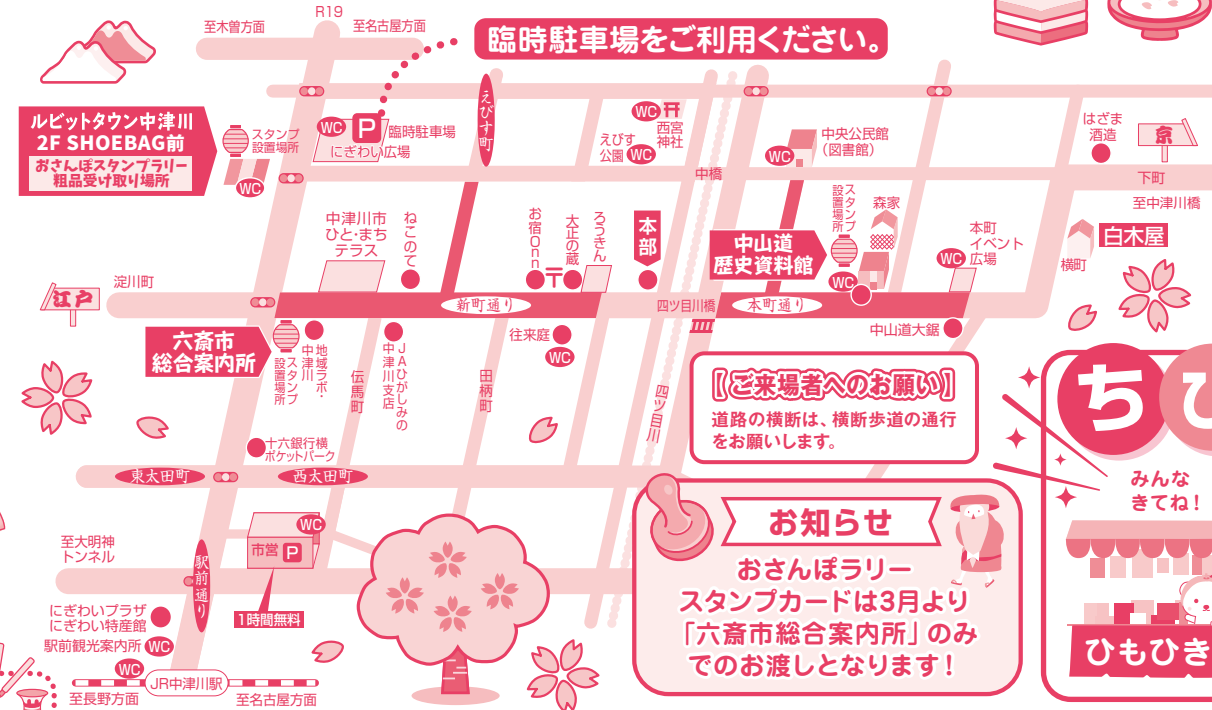 R19
至木曽方面
至名古屋方面
臨時駐車場をご利用ください。
えびす町
ルビットタウン中津川
2F SHOEBAG前
おさんぽスタンプラリー
粗品受け取り場所
スタンプ
設置場所
WC
WC
P
臨時駐車場
にぎわい広場
WC
西宮
神社
えびす
公園
WC
中橋
WC
中央公民館
(図書館)
はざま
酒造
京
下町
至中津川橋
中津川市
ひと・まち
テラス
ねこのて
お宿Onn
〒
大正の蔵
ろうきん
本部
中山道
歴史資料館
スタンプ
設置場所
森家
WC
本町
イベント
広場
WC
白木屋
横町
淀川町
江戸
新町通り
四ツ目川橋
本町通り
中山道大鋸
六斎市
総合案内所
スタンプ
設置場所
地域ラボ・
中津川
JAひがしみの
中津川支店
伝馬町
田柄町
往来庭
WC
四ツ目川
【ご来場者へのお願い】
道路の横断は、横断歩道の通行
をお願いします。
十六銀行横
ポケットパーク
東太田町
西太田町
至大明神
トンネル
WC
市営
P
1時間無料
駅前通り
にぎわいプラザ
にぎわい特産館
駅前観光案内所
WC
WC
JR中津川駅
至長野方面
至名古屋方面
お知らせ
おさんぽラリー
スタンプカードは3月より
「六斎市総合案内所」のみ
でのお渡しとなります!
ちひ
みんな
きてね!
ひもひき